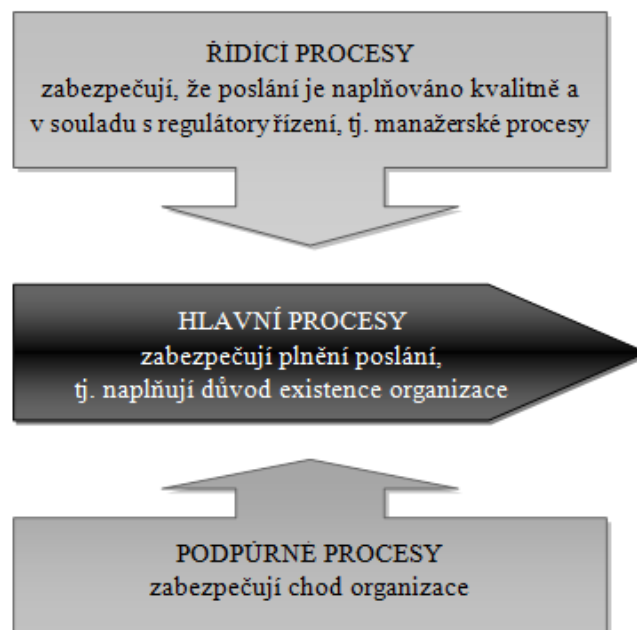 ŘÍDÍCÍ PROCESY
zabezpečují, že poslání je naplňováno kvalitně a
v souladu s regulátory řízení, tj. manažerské procesy
HLAVNÍ PROCESY
zabezpečují plnění poslání,
tj. naplňují důvod existence organizace
PODPŮRNÉ PROCESY
zabezpečují chod organizace